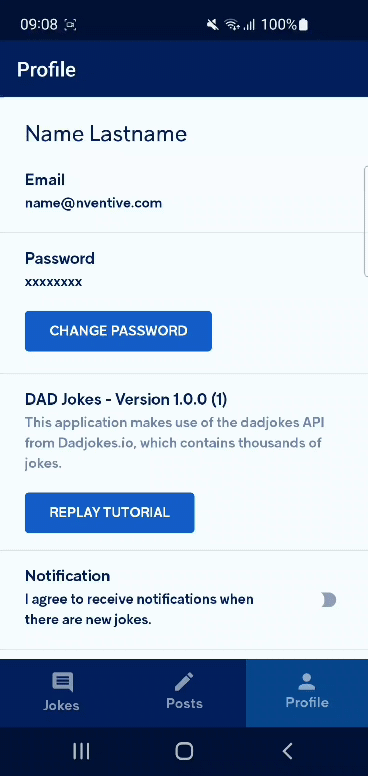 09:08 100%
Profile
Name Lastname
Email
name@nventive.com
Password
xxxxxxxx
CHANGE PASSWORD
DAD Jokes - Version 1.0.0 (1)
This application makes use of the dadjokes API
from Dadjokes.io, which contains thousands of
jokes.
REPLAY TUTORIAL
Notification
I agree to receive notifications when
there are new jokes.
Jokes Posts Profile